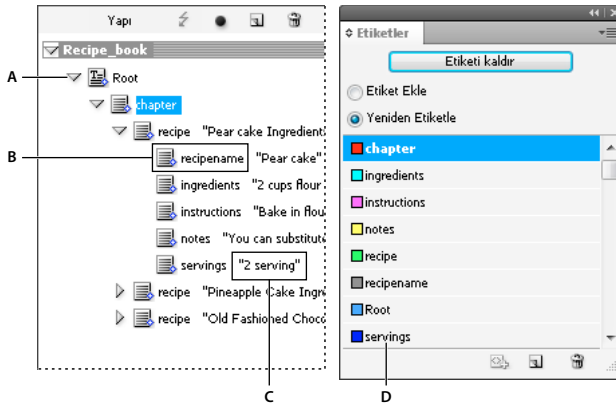 Yapı
Recipe_book
A
Root
chapter
recipe "Pear cake Ingredient
B
recipename "Pear cake"
ingredients "2 cups flour
instructions "Bake in flou
notes "You can substitut
servings "2 serving"
recipe "Pineapple Cake Ingr
recipe "Old Fashioned Choco
C
Etiketler
Etiketi kaldır
Etiket Ekle
Yeniden Etiketle
chapter
ingredients
instructions
notes
recipe
recipename
Root
servings
D